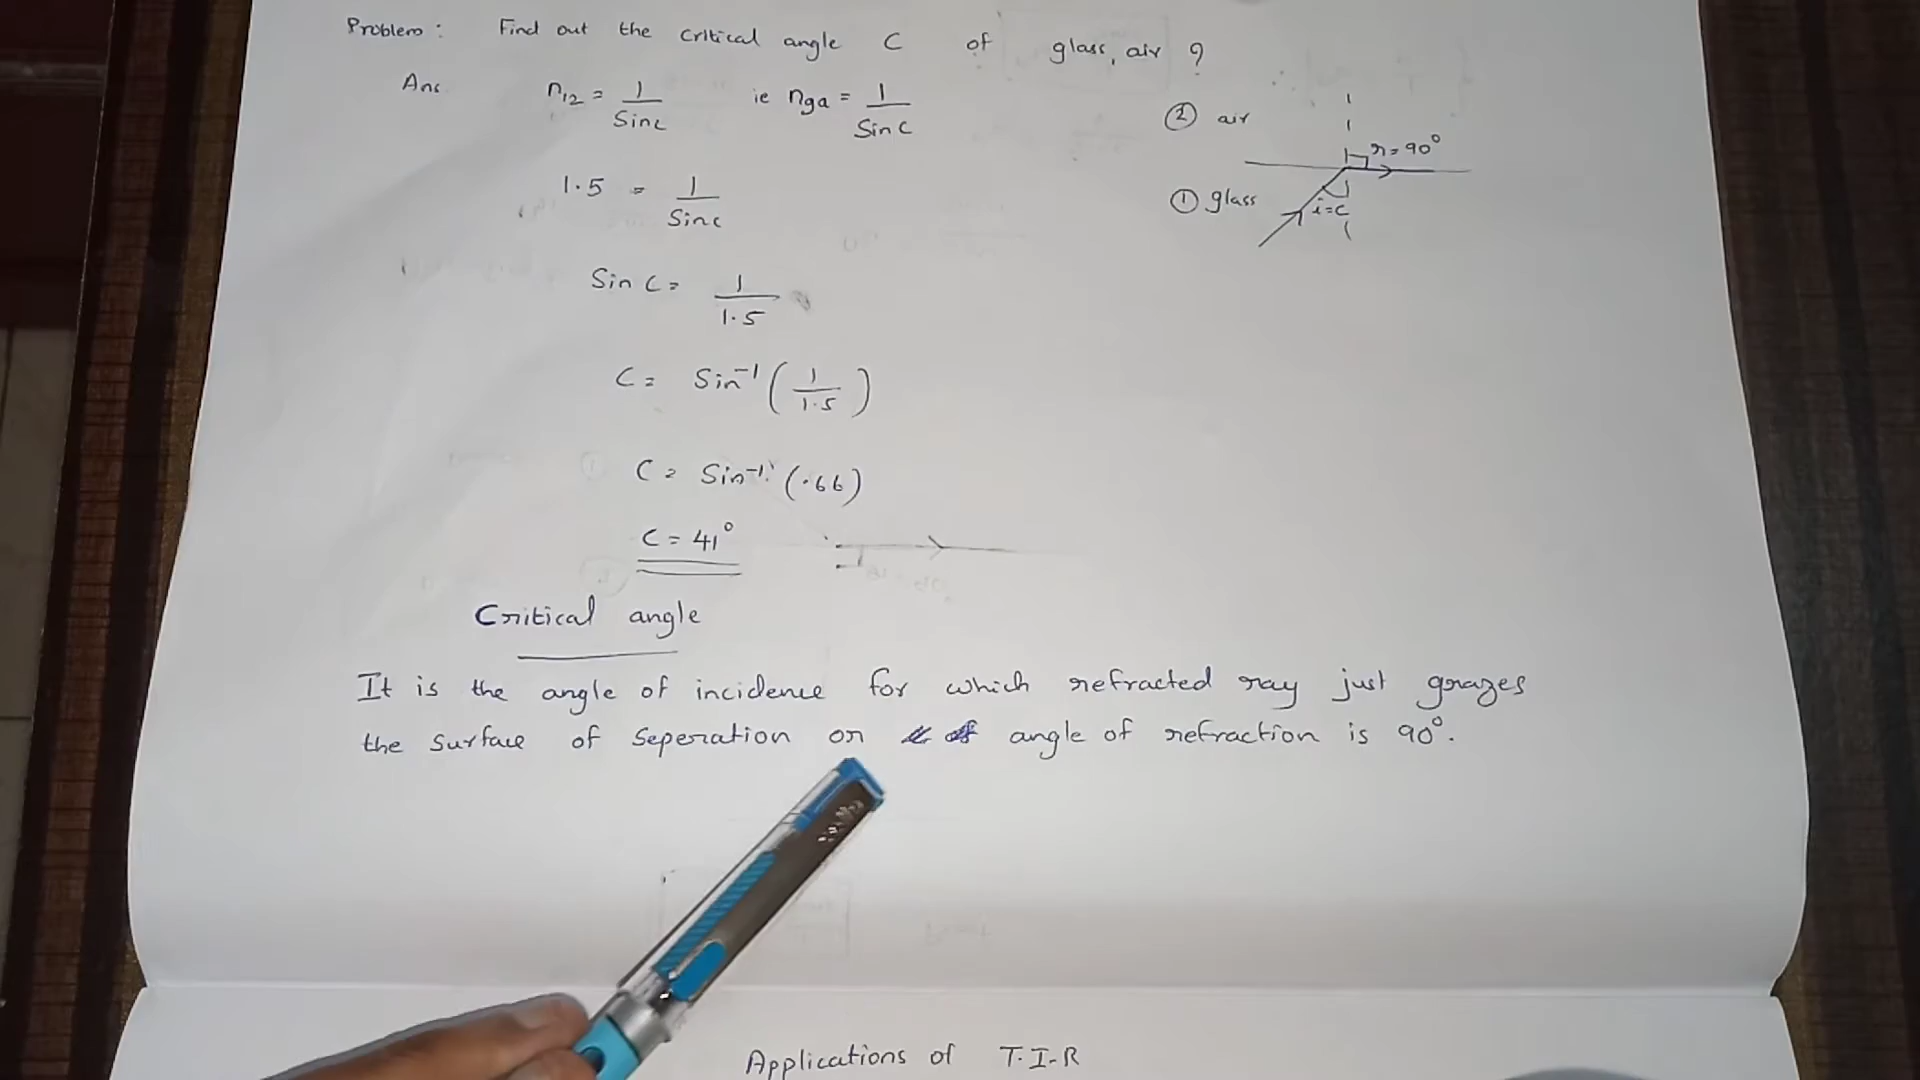 Problem: Find out the critical angle C of glass, air ?
Ans n12 = 1/Sinc ie nga = 1/Sin C
② air
r = 90°
① glass
i=c
1.5 = 1/Sinc
Sin C = 1/1.5
C = Sin⁻¹ (1/1.5)
C = Sin⁻¹ (.66)
C = 41°
Critical angle
It is the angle of incidence for which refracted ray just grazes
the surface of seperation or angle of refraction is 90°.
Applications of T.I.R